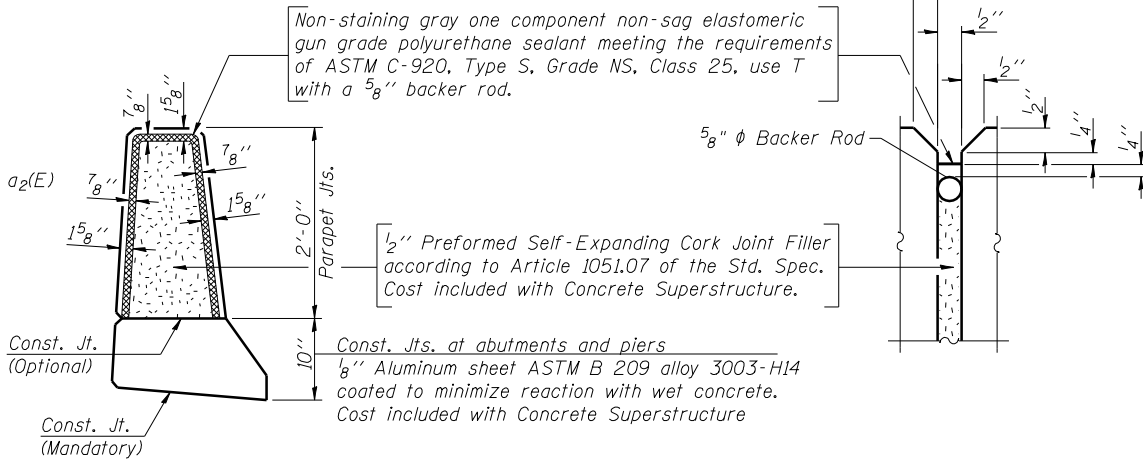 Non-staining gray one component non-sag elastomeric
gun grade polyurethane sealant meeting the requirements
of ASTM C-920, Type S, Grade NS, Class 25, use T
with a 5/8" backer rod.
1/2"
1/2"
1/2"
1/4"
1/4"
5/8" φ Backer Rod
7/8"
1 5/8"
a2(E)
7/8"
7/8"
1 5/8"
1 5/8"
2'-0"
Parapet Jts.
1/2" Preformed Self-Expanding Cork Joint Filler
according to Article 1051.07 of the Std. Spec.
Cost included with Concrete Superstructure.
Const. Jt.
(Optional)
10"
Const. Jts. at abutments and piers
1/8" Aluminum sheet ASTM B 209 alloy 3003-H14
coated to minimize reaction with wet concrete.
Cost included with Concrete Superstructure
Const. Jt.
(Mandatory)